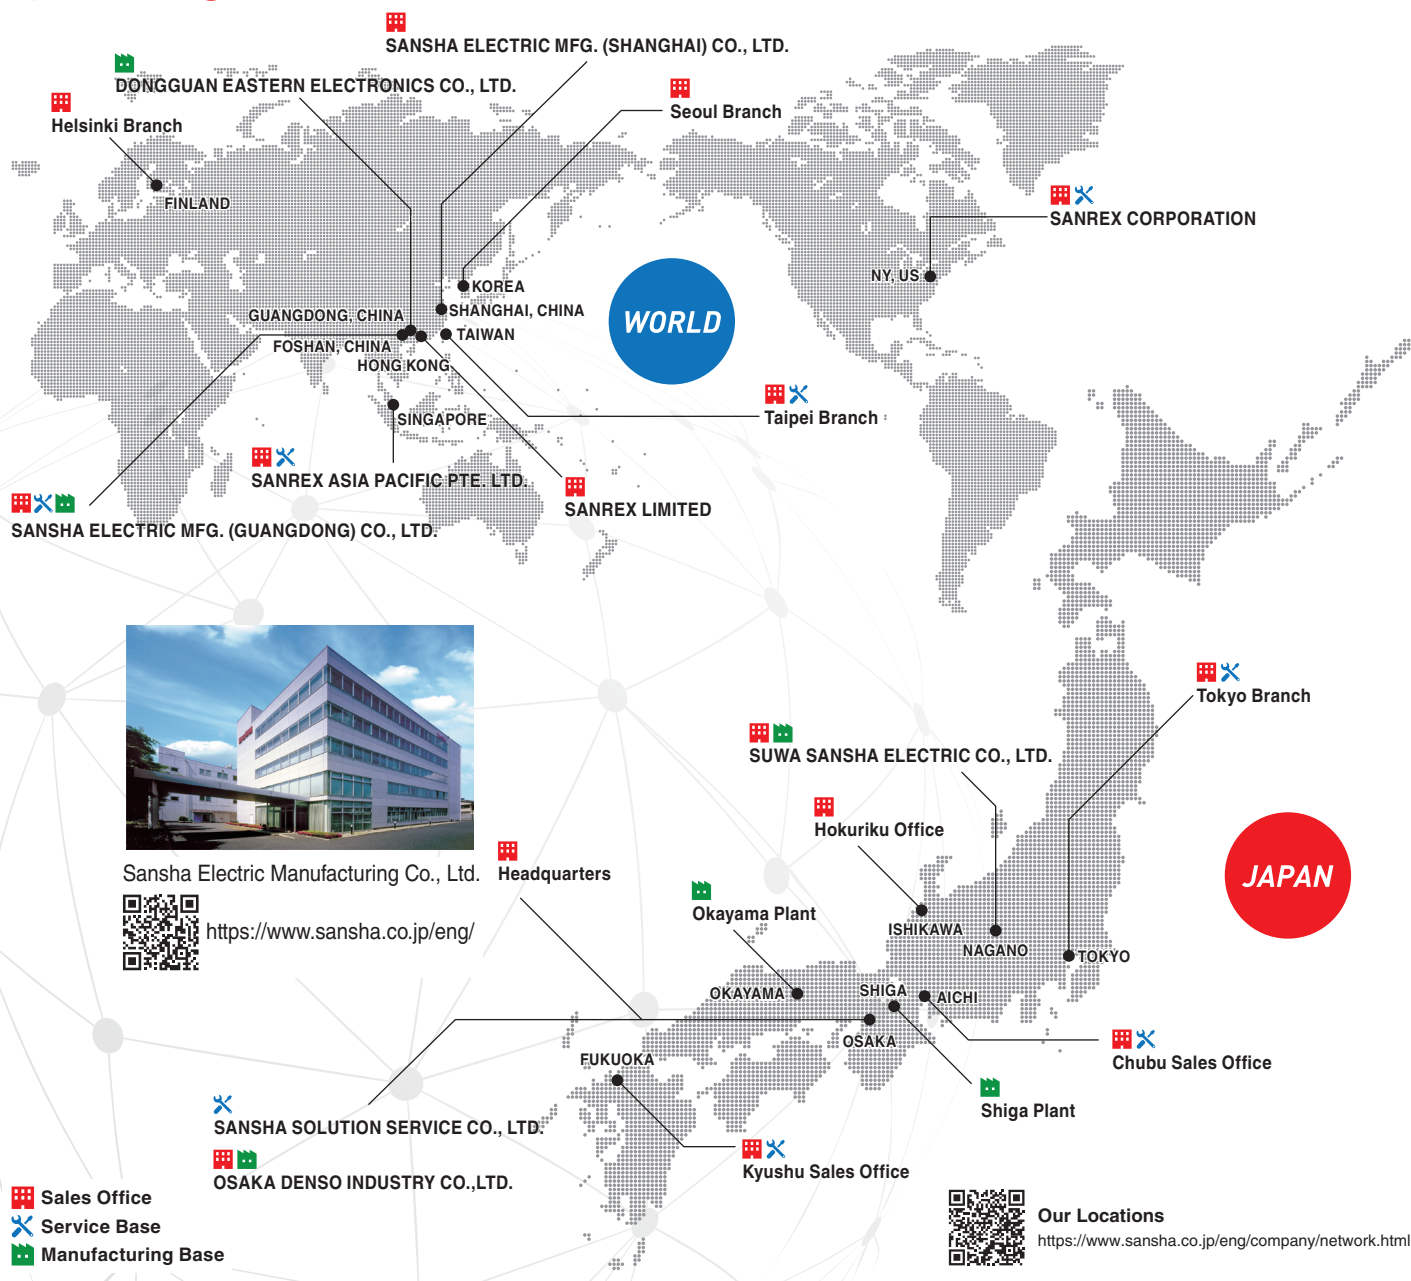 SANSHA ELECTRIC MFG. (SHANGHAI) CO., LTD.
DONGGUAN EASTERN ELECTRONICS CO., LTD.
Seoul Branch
Helsinki Branch
FINLAND
SANREX CORPORATION
NY, US
KOREA
SHANGHAI, CHINA
GUANGDONG, CHINA
TAIWAN
FOSHAN, CHINA
HONG KONG
WORLD
SINGAPORE
Taipei Branch
SANREX ASIA PACIFIC PTE. LTD.
SANREX LIMITED
SANSHA ELECTRIC MFG. (GUANGDONG) CO., LTD.
Tokyo Branch
SUWA SANSHA ELECTRIC CO., LTD.
Hokuriku Office
Sansha Electric Manufacturing Co., Ltd.
https://www.sansha.co.jp/eng/
Headquarters
JAPAN
Okayama Plant
ISHIKAWA
NAGANO
TOKYO
OKAYAMA
SHIGA
AICHI
OSAKA
FUKUOKA
Chubu Sales Office
Shiga Plant
SANSHA SOLUTION SERVICE CO., LTD.
OSAKA DENSO INDUSTRY CO.,LTD.
Kyushu Sales Office
Sales Office
Service Base
Manufacturing Base
Our Locations
https://www.sansha.co.jp/eng/company/network.html